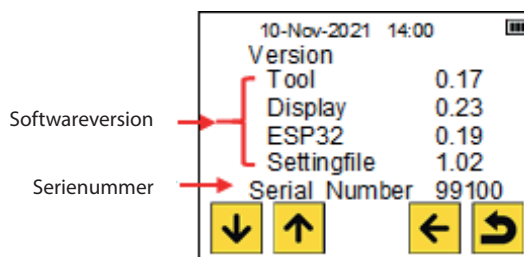 10-Nov-2021 14:00
Version
Tool 0.17
Softwareversion
Display 0.23
ESP32 0.19
Settingfile 1.02
Serienummer
Serial Number 99100